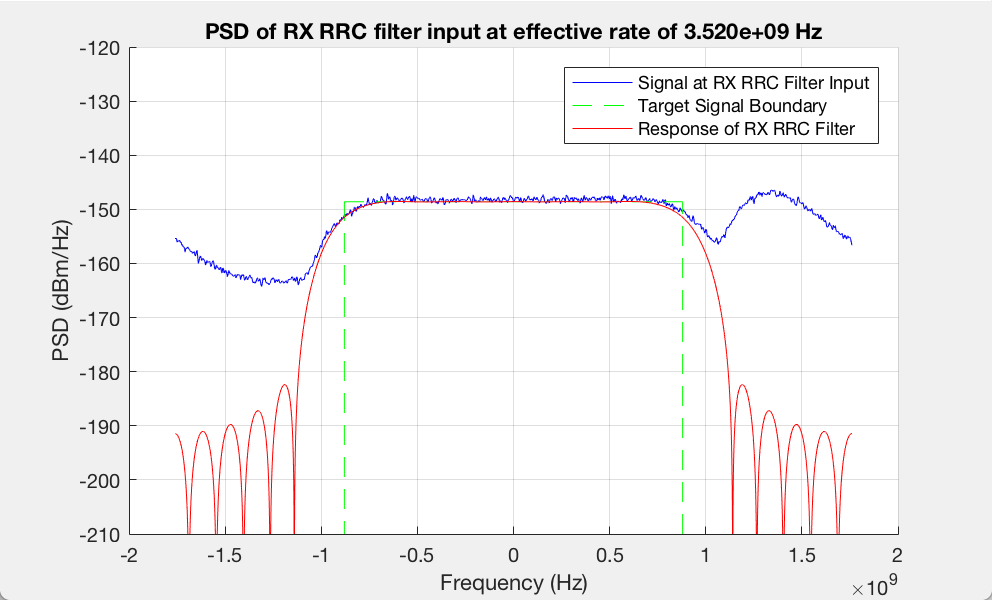 PSD of RX RRC filter input at effective rate of 3.520e+09 Hz
-120
-130
-140
-150
-160
-170
-180
-190
-200
-210
PSD (dBm/Hz)
Signal at RX RRC Filter Input
Target Signal Boundary
Response of RX RRC Filter
-2 -1.5 -1 -0.5 0 0.5 1 1.5 2
Frequency (Hz)
×10⁹